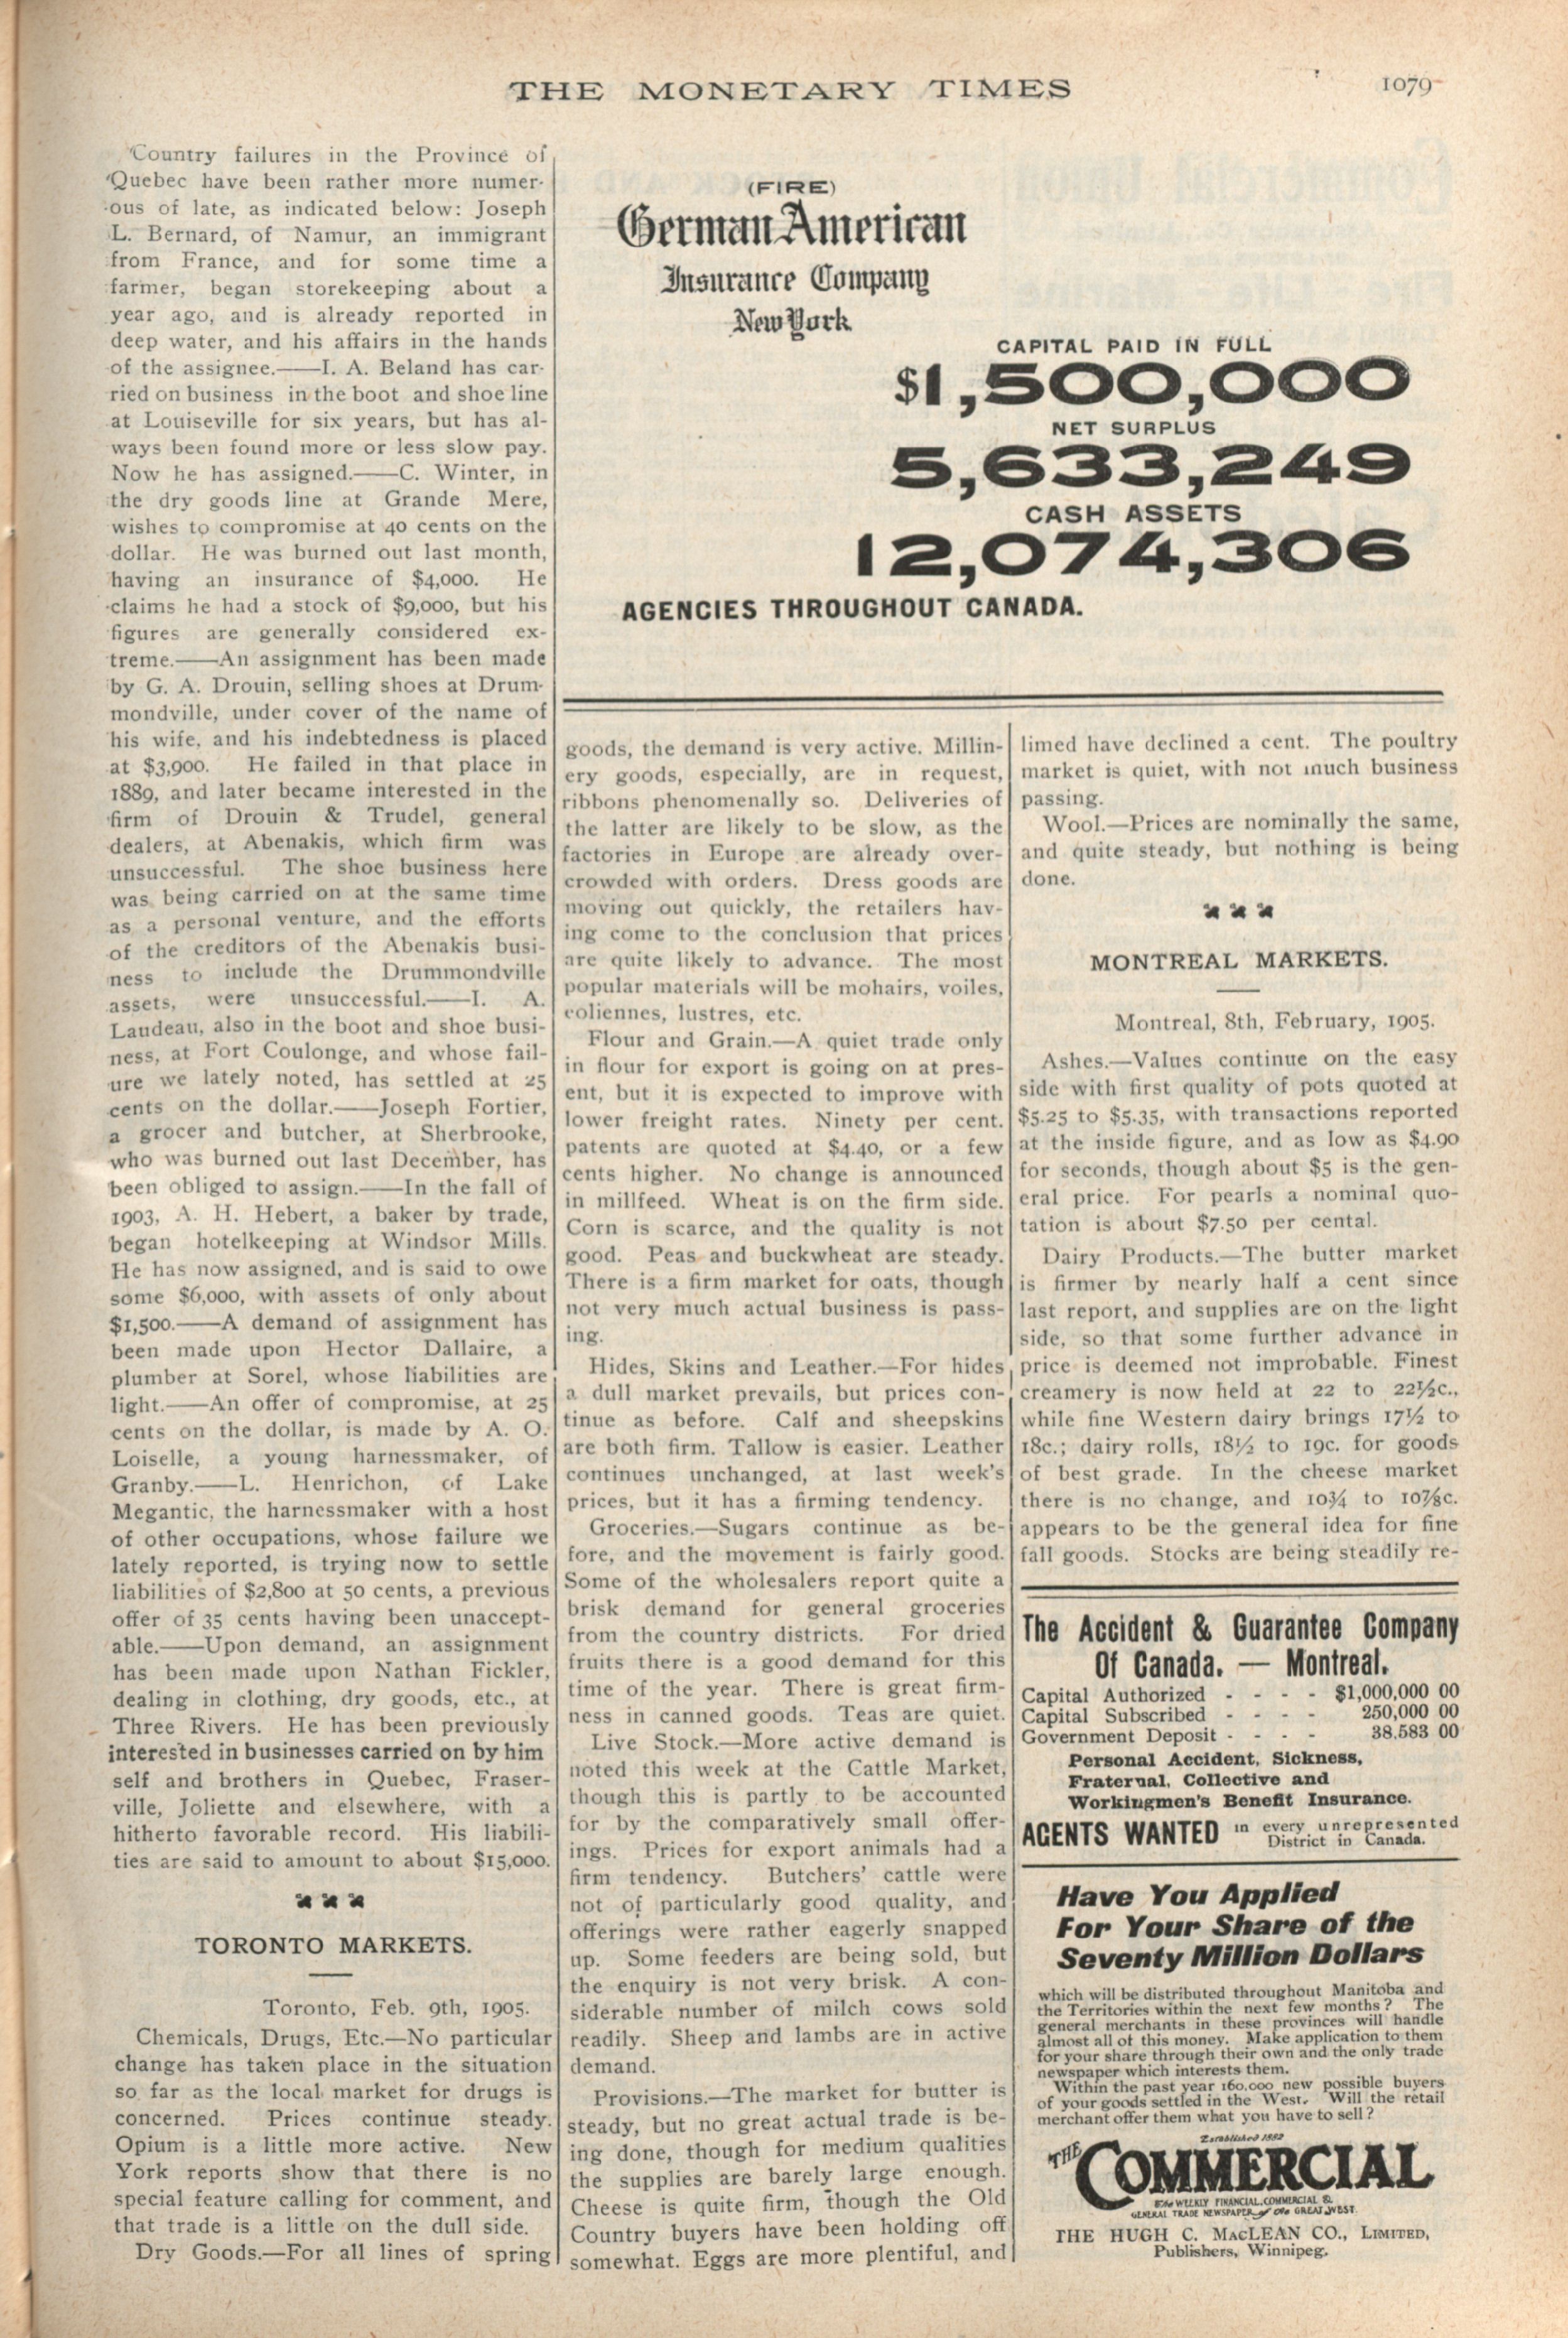 THE MONETARY TIMES
1079
Country failures in the Province of
Quebec have been rather more numer-
ous of late, as indicated below: Joseph
L. Bernard, of Namur, an immigrant
from France, and for some time a
farmer, began storekeeping about a
year ago, and is already reported in
deep water, and his affairs in the hands
of the assignee.——I. A. Beland has car-
ried on business in the boot and shoe line
at Louiseville for six years, but has al-
ways been found more or less slow pay.
Now he has assigned.——C. Winter, in
the dry goods line at Grande Mere,
wishes to compromise at 40 cents on the
dollar. He was burned out last month,
having an insurance of $4,000. He
claims he had a stock of $9,000, but his
figures are generally considered ex-
treme.——An assignment has been made
by G. A. Drouin, selling shoes at Drum-
mondville, under cover of the name of
his wife, and his indebtedness is placed
at $3,900. He failed in that place in
1889, and later became interested in the
firm of Drouin & Trudel, general
dealers, at Abenakis, which firm was
unsuccessful. The shoe business here
was being carried on at the same time
as a personal venture, and the efforts
of the creditors of the Abenakis busi-
ness to include the Drummondville
assets, were unsuccessful.——I. A.
Laudeau, also in the boot and shoe busi-
ness, at Fort Coulonge, and whose fail-
ure we lately noted, has settled at 25
cents on the dollar.——Joseph Fortier,
a grocer and butcher, at Sherbrooke,
who was burned out last December, has
been obliged to assign.——In the fall of
1903, A. H. Hebert, a baker by trade,
began hotelkeeping at Windsor Mills.
He has now assigned, and is said to owe
some $6,000, with assets of only about
$1,500.——A demand of assignment has
been made upon Hector Dallaire, a
plumber at Sorel, whose liabilities are
light.——An offer of compromise, at 25
cents on the dollar, is made by A. O.
Loiselle, a young harnessmaker, of
Granby.——L. Henrichon, of Lake
Megantic, the harnessmaker with a host
of other occupations, whose failure we
lately reported, is trying now to settle
liabilities of $2,800 at 50 cents, a previous
offer of 35 cents having been unaccept-
able.——Upon demand, an assignment
has been made upon Nathan Fickler,
dealing in clothing, dry goods, etc., at
Three Rivers. He has been previously
interested in businesses carried on by him
self and brothers in Quebec, Fraser-
ville, Joliette and elsewhere, with a
hitherto favorable record. His liabili-
ties are said to amount to about $15,000.
TORONTO MARKETS.
Toronto, Feb. 9th, 1905.
Chemicals, Drugs, Etc.—No particular
change has taken place in the situation
so far as the local market for drugs is
concerned. Prices continue steady.
Opium is a little more active. New
York reports show that there is no
special feature calling for comment, and
that trade is a little on the dull side.
Dry Goods.—For all lines of spring
(FIRE)
German American
Insurance Company
New York
CAPITAL PAID IN FULL
$1,500,000
NET SURPLUS
5,633,249
CASH ASSETS
12,074,306
AGENCIES THROUGHOUT CANADA.
goods, the demand is very active. Millin-
ery goods, especially, are in request,
ribbons phenomenally so. Deliveries of
the latter are likely to be slow, as the
factories in Europe are already over-
crowded with orders. Dress goods are
moving out quickly, the retailers hav-
ing come to the conclusion that prices
are quite likely to advance. The most
popular materials will be mohairs, voiles,
eoliennes, lustres, etc.
Flour and Grain.—A quiet trade only
in flour for export is going on at pres-
ent, but it is expected to improve with
lower freight rates. Ninety per cent.
patents are quoted at $4.40, or a few
cents higher. No change is announced
in millfeed. Wheat is on the firm side.
Corn is scarce, and the quality is not
good. Peas and buckwheat are steady.
There is a firm market for oats, though
not very much actual business is pass-
ing.
Hides, Skins and Leather.—For hides
a dull market prevails, but prices con-
tinue as before. Calf and sheepskins
are both firm. Tallow is easier. Leather
continues unchanged, at last week's
prices, but it has a firming tendency.
Groceries.—Sugars continue as be-
fore, and the movement is fairly good.
Some of the wholesalers report quite a
brisk demand for general groceries
from the country districts. For dried
fruits there is a good demand for this
time of the year. There is great firm-
ness in canned goods. Teas are quiet.
Live Stock.—More active demand is
noted this week at the Cattle Market,
though this is partly to be accounted
for by the comparatively small offer-
ings. Prices for export animals had a
firm tendency. Butchers' cattle were
not of particularly good quality, and
offerings were rather eagerly snapped
up. Some feeders are being sold, but
the enquiry is not very brisk. A con-
siderable number of milch cows sold
readily. Sheep and lambs are in active
demand.
Provisions.—The market for butter is
steady, but no great actual trade is be-
ing done, though for medium qualities
the supplies are barely large enough.
Cheese is quite firm, though the Old
Country buyers have been holding off
somewhat. Eggs are more plentiful, and
limed have declined a cent. The poultry
market is quiet, with not much business
passing.
Wool.—Prices are nominally the same,
and quite steady, but nothing is being
done.
MONTREAL MARKETS.
Montreal, 8th, February, 1905.
Ashes.—Values continue on the easy
side with first quality of pots quoted at
$5.25 to $5.35, with transactions reported
at the inside figure, and as low as $4.90
for seconds, though about $5 is the gen-
eral price. For pearls a nominal quo-
tation is about $7.50 per cental.
Dairy Products.—The butter market
is firmer by nearly half a cent since
last report, and supplies are on the light
side, so that some further advance in
price is deemed not improbable. Finest
creamery is now held at 22 to 22½c.,
while fine Western dairy brings 17½ to
18c.; dairy rolls, 18½ to 19c. for goods
of best grade. In the cheese market
there is no change, and 10¾ to 10⅞c.
appears to be the general idea for fine
fall goods. Stocks are being steadily re-
The Accident & Guarantee Company
Of Canada. — Montreal.
Capital Authorized - - - - $1,000,000 00
Capital Subscribed - - - - 250,000 00
Government Deposit - - - - 38,583 00
Personal Accident, Sickness,
Fraternal, Collective and
Workingmen's Benefit Insurance.
AGENTS WANTED in every unrepresented
District in Canada.
Have You Applied
For Your Share of the
Seventy Million Dollars
which will be distributed throughout Manitoba and
the Territories within the next few months? The
general merchants in these provinces will handle
almost all of this money. Make application to them
for your share through their own and the only trade
newspaper which interests them.
Within the past year 160,000 new possible buyers
of your goods settled in the West. Will the retail
merchant offer them what you have to sell?
Established 1882
THE COMMERCIAL
The WEEKLY FINANCIAL, COMMERCIAL &
GENERAL TRADE NEWSPAPER of the GREAT WEST.
THE HUGH C. MACLEAN CO., LIMITED,
Publishers, Winnipeg.